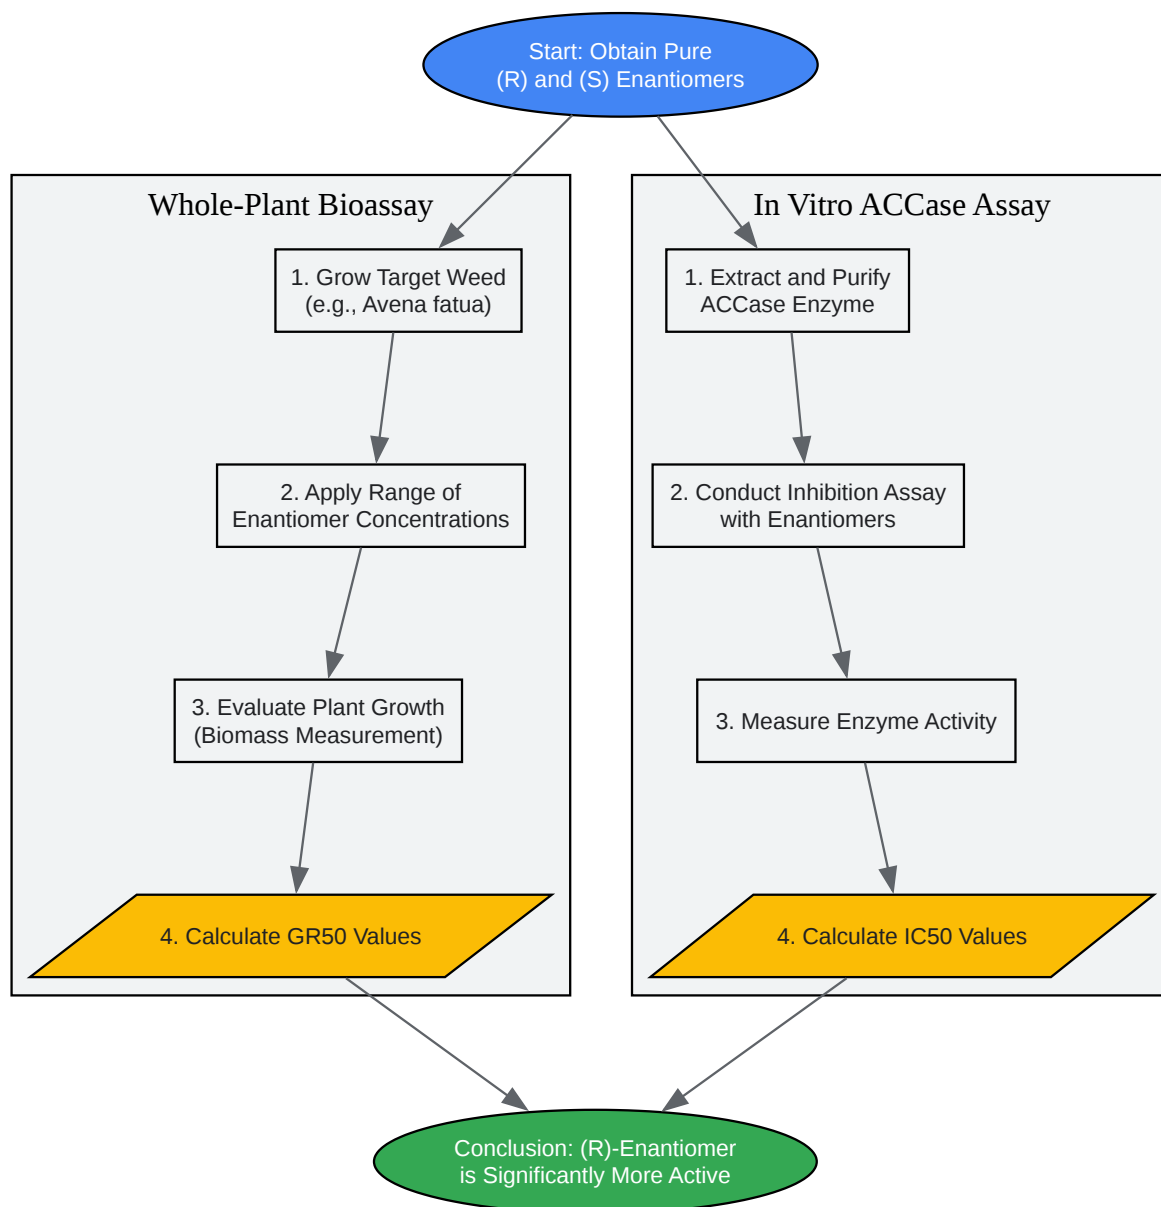 Start: Obtain Pure
(R) and (S) Enantiomers
Whole-Plant Bioassay
1. Grow Target Weed
(e.g., Avena fatua)
2. Apply Range of
Enantiomer Concentrations
3. Evaluate Plant Growth
(Biomass Measurement)
4. Calculate GR50 Values
In Vitro ACCase Assay
1. Extract and Purify
ACCase Enzyme
2. Conduct Inhibition Assay
with Enantiomers
3. Measure Enzyme Activity
4. Calculate IC50 Values
Conclusion: (R)-Enantiomer
is Significantly More Active